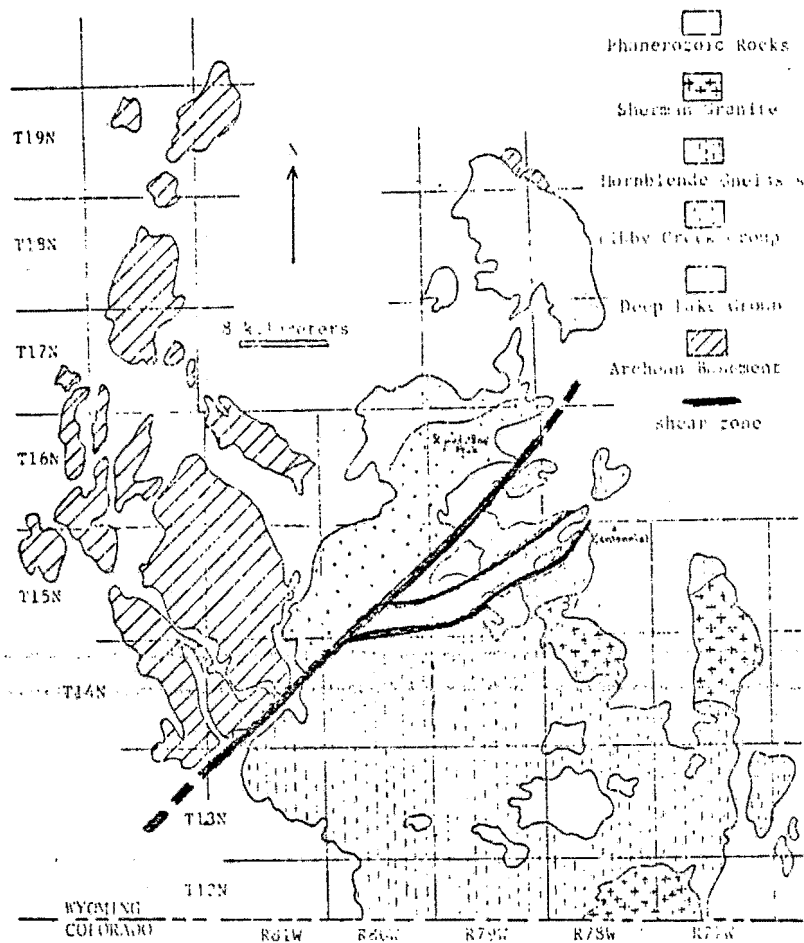 Phanerozoic Rocks
Sherman Granite
Hornblende Gneiss
Libby Creek Group
Deep Lake Group
Archean Basement
shear zone
T19N
T18N
8 kilometers
T17N
T16N
Centennial
T15N
T14N
T13N
T12N
WYOMING
COLORADO
R81W R80W R79W R78W R77W